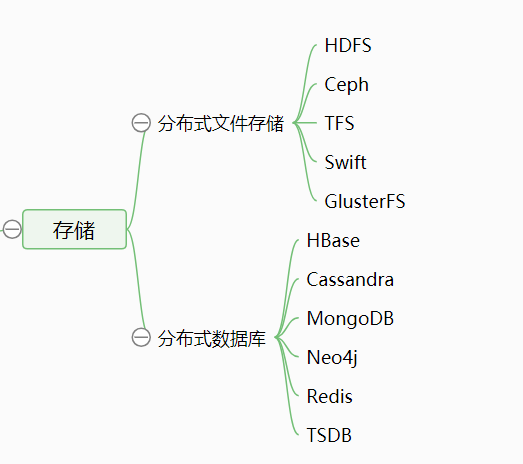 存储
分布式文件存储
HDFS
Ceph
TFS
Swift
GlusterFS
分布式数据库
HBase
Cassandra
MongoDB
Neo4j
Redis
TSDB